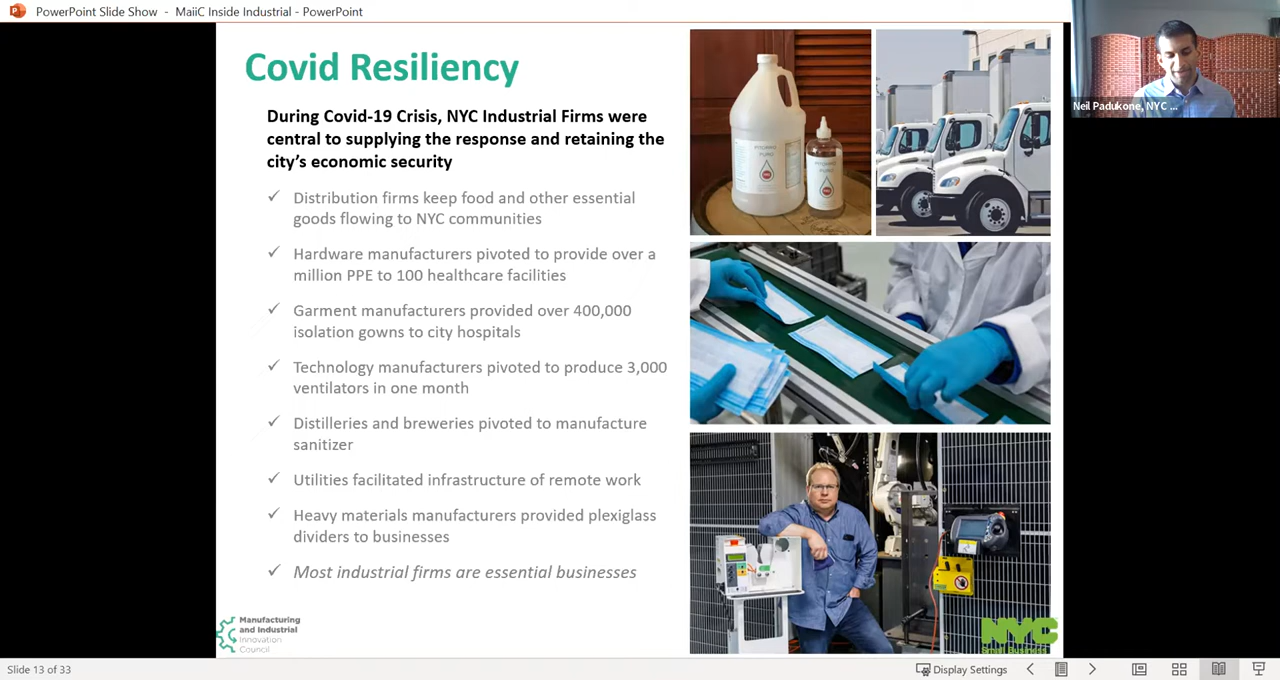 PowerPoint Slide Show - MaiiC Inside Industrial - PowerPoint
Neil Padukone, NYC ...
Covid Resiliency
During Covid-19 Crisis, NYC Industrial Firms were
central to supplying the response and retaining the
city's economic security
✓ Distribution firms keep food and other essential
goods flowing to NYC communities
✓ Hardware manufacturers pivoted to provide over a
million PPE to 100 healthcare facilities
✓ Garment manufacturers provided over 400,000
isolation gowns to city hospitals
✓ Technology manufacturers pivoted to produce 3,000
ventilators in one month
✓ Distilleries and breweries pivoted to manufacture
sanitizer
✓ Utilities facilitated infrastructure of remote work
✓ Heavy materials manufacturers provided plexiglass
dividers to businesses
✓ Most industrial firms are essential businesses
Manufacturing
and Industrial
Innovation
Council
NYC
Small Business
Slide 13 of 33
Display Settings